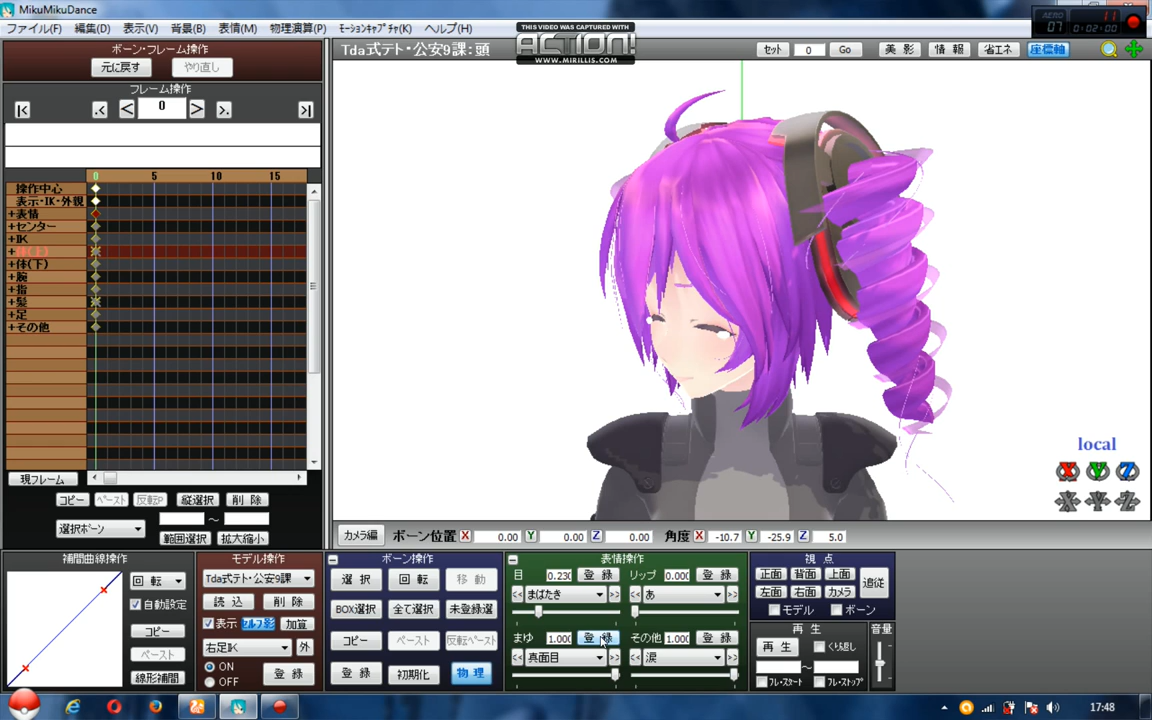 MikuMikuDance
ファイル(F) 編集(D) 表示(V) 背景(B) 表情(M) 物理演算(P) ﾓｰｼｮﾝｷｬﾌﾟﾁｬ(K) ヘルプ(H)
THIS VIDEO WAS CAPTURED WITH
ACTION!
WWW.MIRILLIS.COM
AERO
07
11
0:02:00
ボーン・フレーム操作
元に戻す やり直し
Tda式テト・公安9課：頭
セット 0 Go 美 影 情 報 省エネ 座標軸
フレーム操作
|< .< < 0 > >. >|
0 5 10 15
操作中心
表示・IK・外親
+表情
+センター
+IK
+体(上)
+体(下)
+腕
+指
+髪
+足
+その他
local
X Y Z
X Y Z
現フレーム
コピー ペースト 反転P 縦選択 削 除
選択ボーン ～
範囲選択 拡大縮小
カメラ編 ボーン位置 X 0.00 Y 0.00 Z 0.00 角度 X -10.7 Y -25.9 Z 5.0
補間曲線操作
回 転
自動設定
コピー
ペースト
線形補間
モデル操作
Tda式テト・公安9課
読 込 削 除
表示 セルフ影 加算
右足IK 外
ON
OFF
登 録
ボーン操作
選 択 回 転 移 動
BOX選択 全て選択 未登録選
コピー ペースト 反転ペースト
登 録 初期化 物 理
表情操作
目 0.230 登 録 リップ 0.000 登 録
<< まばたき >> << あ >>
まゆ 1.000 登 録 その他 1.000 登 録
<< 真面目 >> << 涙 >>
視 点
正面 背面 上面
左面 右面 カメラ
追従
モデル ボーン
再 生
再 生 くり返し
～
フレ・スタート フレ・ストップ
音量
17:48